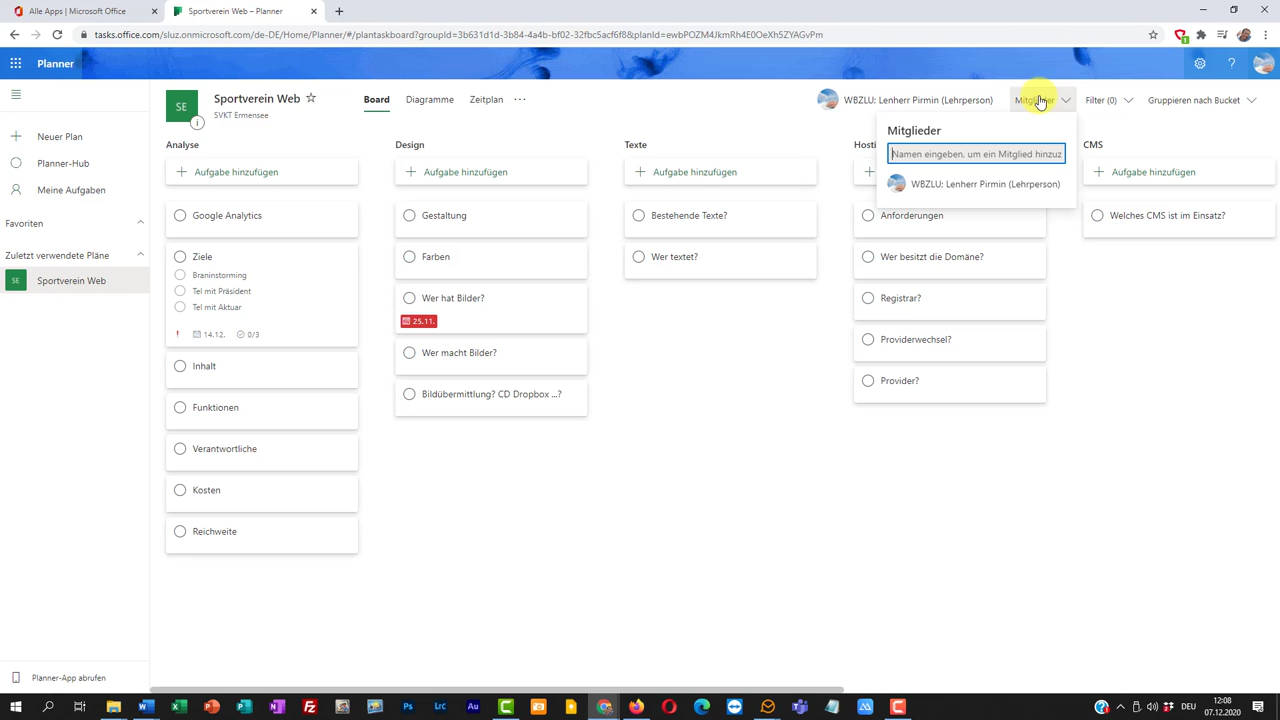 Alle Apps | Microsoft Office
Sportverein Web – Planner
tasks.office.com/sluz.onmicrosoft.com/de-DE/Home/Planner/#/plantaskboard?groupId=3b631d1d-3b84-4a4b-bf02-32fbc5acf6f8&planId=ewbPOZM4JkmRh4E0OeXh5ZYAGvPm
1
Planner
?
SE
Sportverein Web
SVKT Ermensee
Board
Diagramme
Zeitplan
WBZLU: Lenherr Pirmin (Lehrperson)
Filter (0)
Gruppieren nach Bucket
Neuer Plan
Planner-Hub
Meine Aufgaben
Favoriten
Zuletzt verwendete Pläne
SE
Sportverein Web
Planner-App abrufen
Mitglieder
Namen eingeben, um ein Mitglied hinzuz
WBZLU: Lenherr Pirmin (Lehrperson)
Analyse
Aufgabe hinzufügen
Google Analytics
Ziele
Braninstorming
Tel mit Präsident
Tel mit Aktuar
14.12.
0/3
Inhalt
Funktionen
Verantwortliche
Kosten
Reichweite
Design
Aufgabe hinzufügen
Gestaltung
Farben
Wer hat Bilder?
25.11.
Wer macht Bilder?
Bildübermittlung? CD Dropbox ...?
Texte
Aufgabe hinzufügen
Bestehende Texte?
Wer textet?
Hosti
Anforderungen
Wer besitzt die Domäne?
Registrar?
Providerwechsel?
Provider?
CMS
Aufgabe hinzufügen
Welches CMS ist im Einsatz?
DEU
12:08
07.12.2020